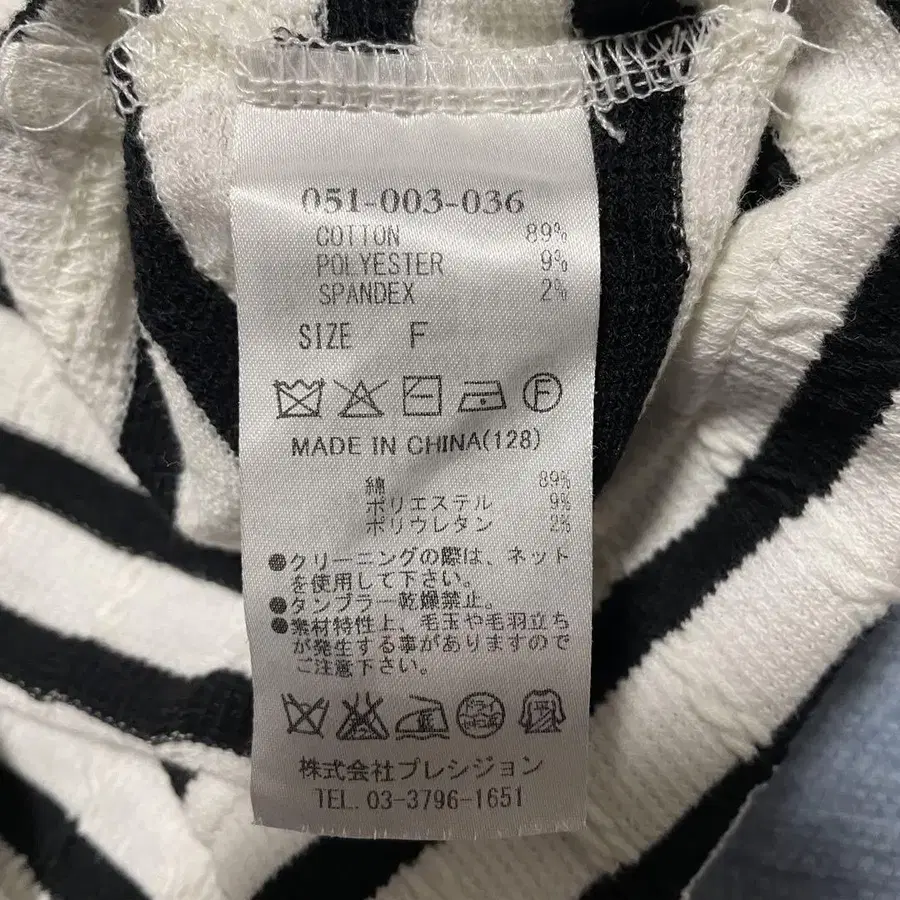 051-003-036
COTTON 89%
POLYESTER 9%
SPANDEX 2%
SIZE F
F
MADE IN CHINA(128)
綿 89%
ポリエステル 9%
ポリウレタン 2%
●クリーニングの際は、ネット
を使用して下さい。
●タンブラー乾燥禁止。
●素材特性上、毛玉や毛羽立ち
が発生する事がありますので
ご注意下さい。
株式会社プレシジョン
TEL. 03-3796-1651